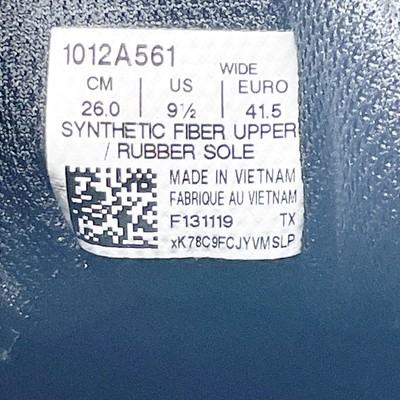 1012A561
WIDE
CM | US | EURO
26.0 | 9½ | 41.5
SYNTHETIC FIBER UPPER
/ RUBBER SOLE
MADE IN VIETNAM
FABRIQUE AU VIETNAM
F131119 TX
xK78C9FCJYVMSLP